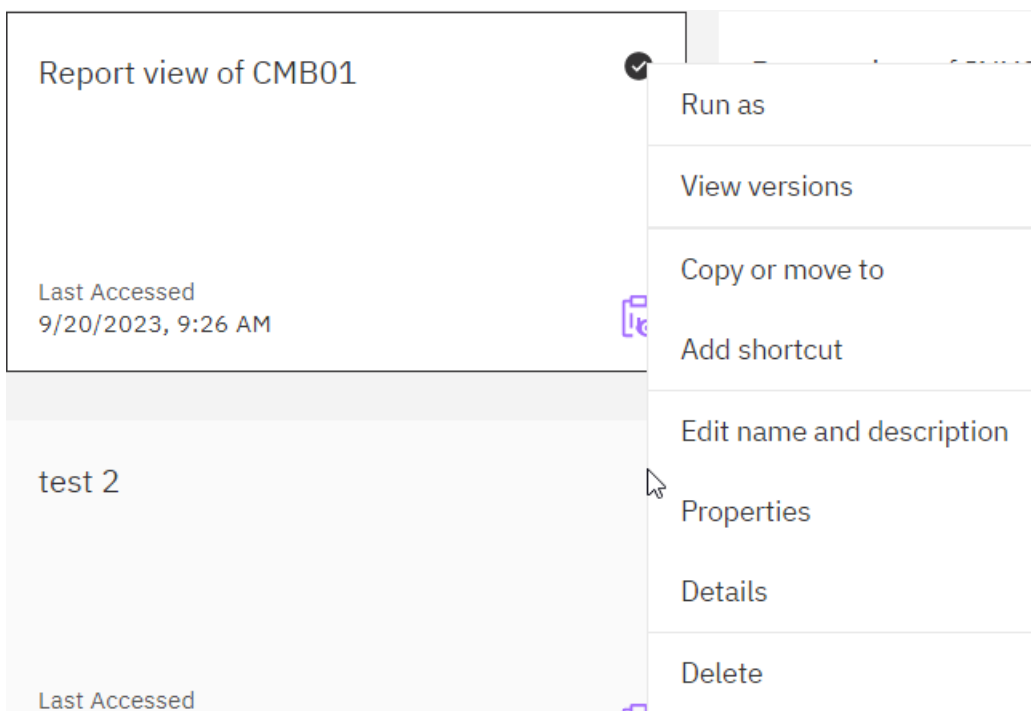 Report view of CMB01
Last Accessed
9/20/2023, 9:26 AM
test 2
Last Accessed
Run as
View versions
Copy or move to
Add shortcut
Edit name and description
Properties
Details
Delete